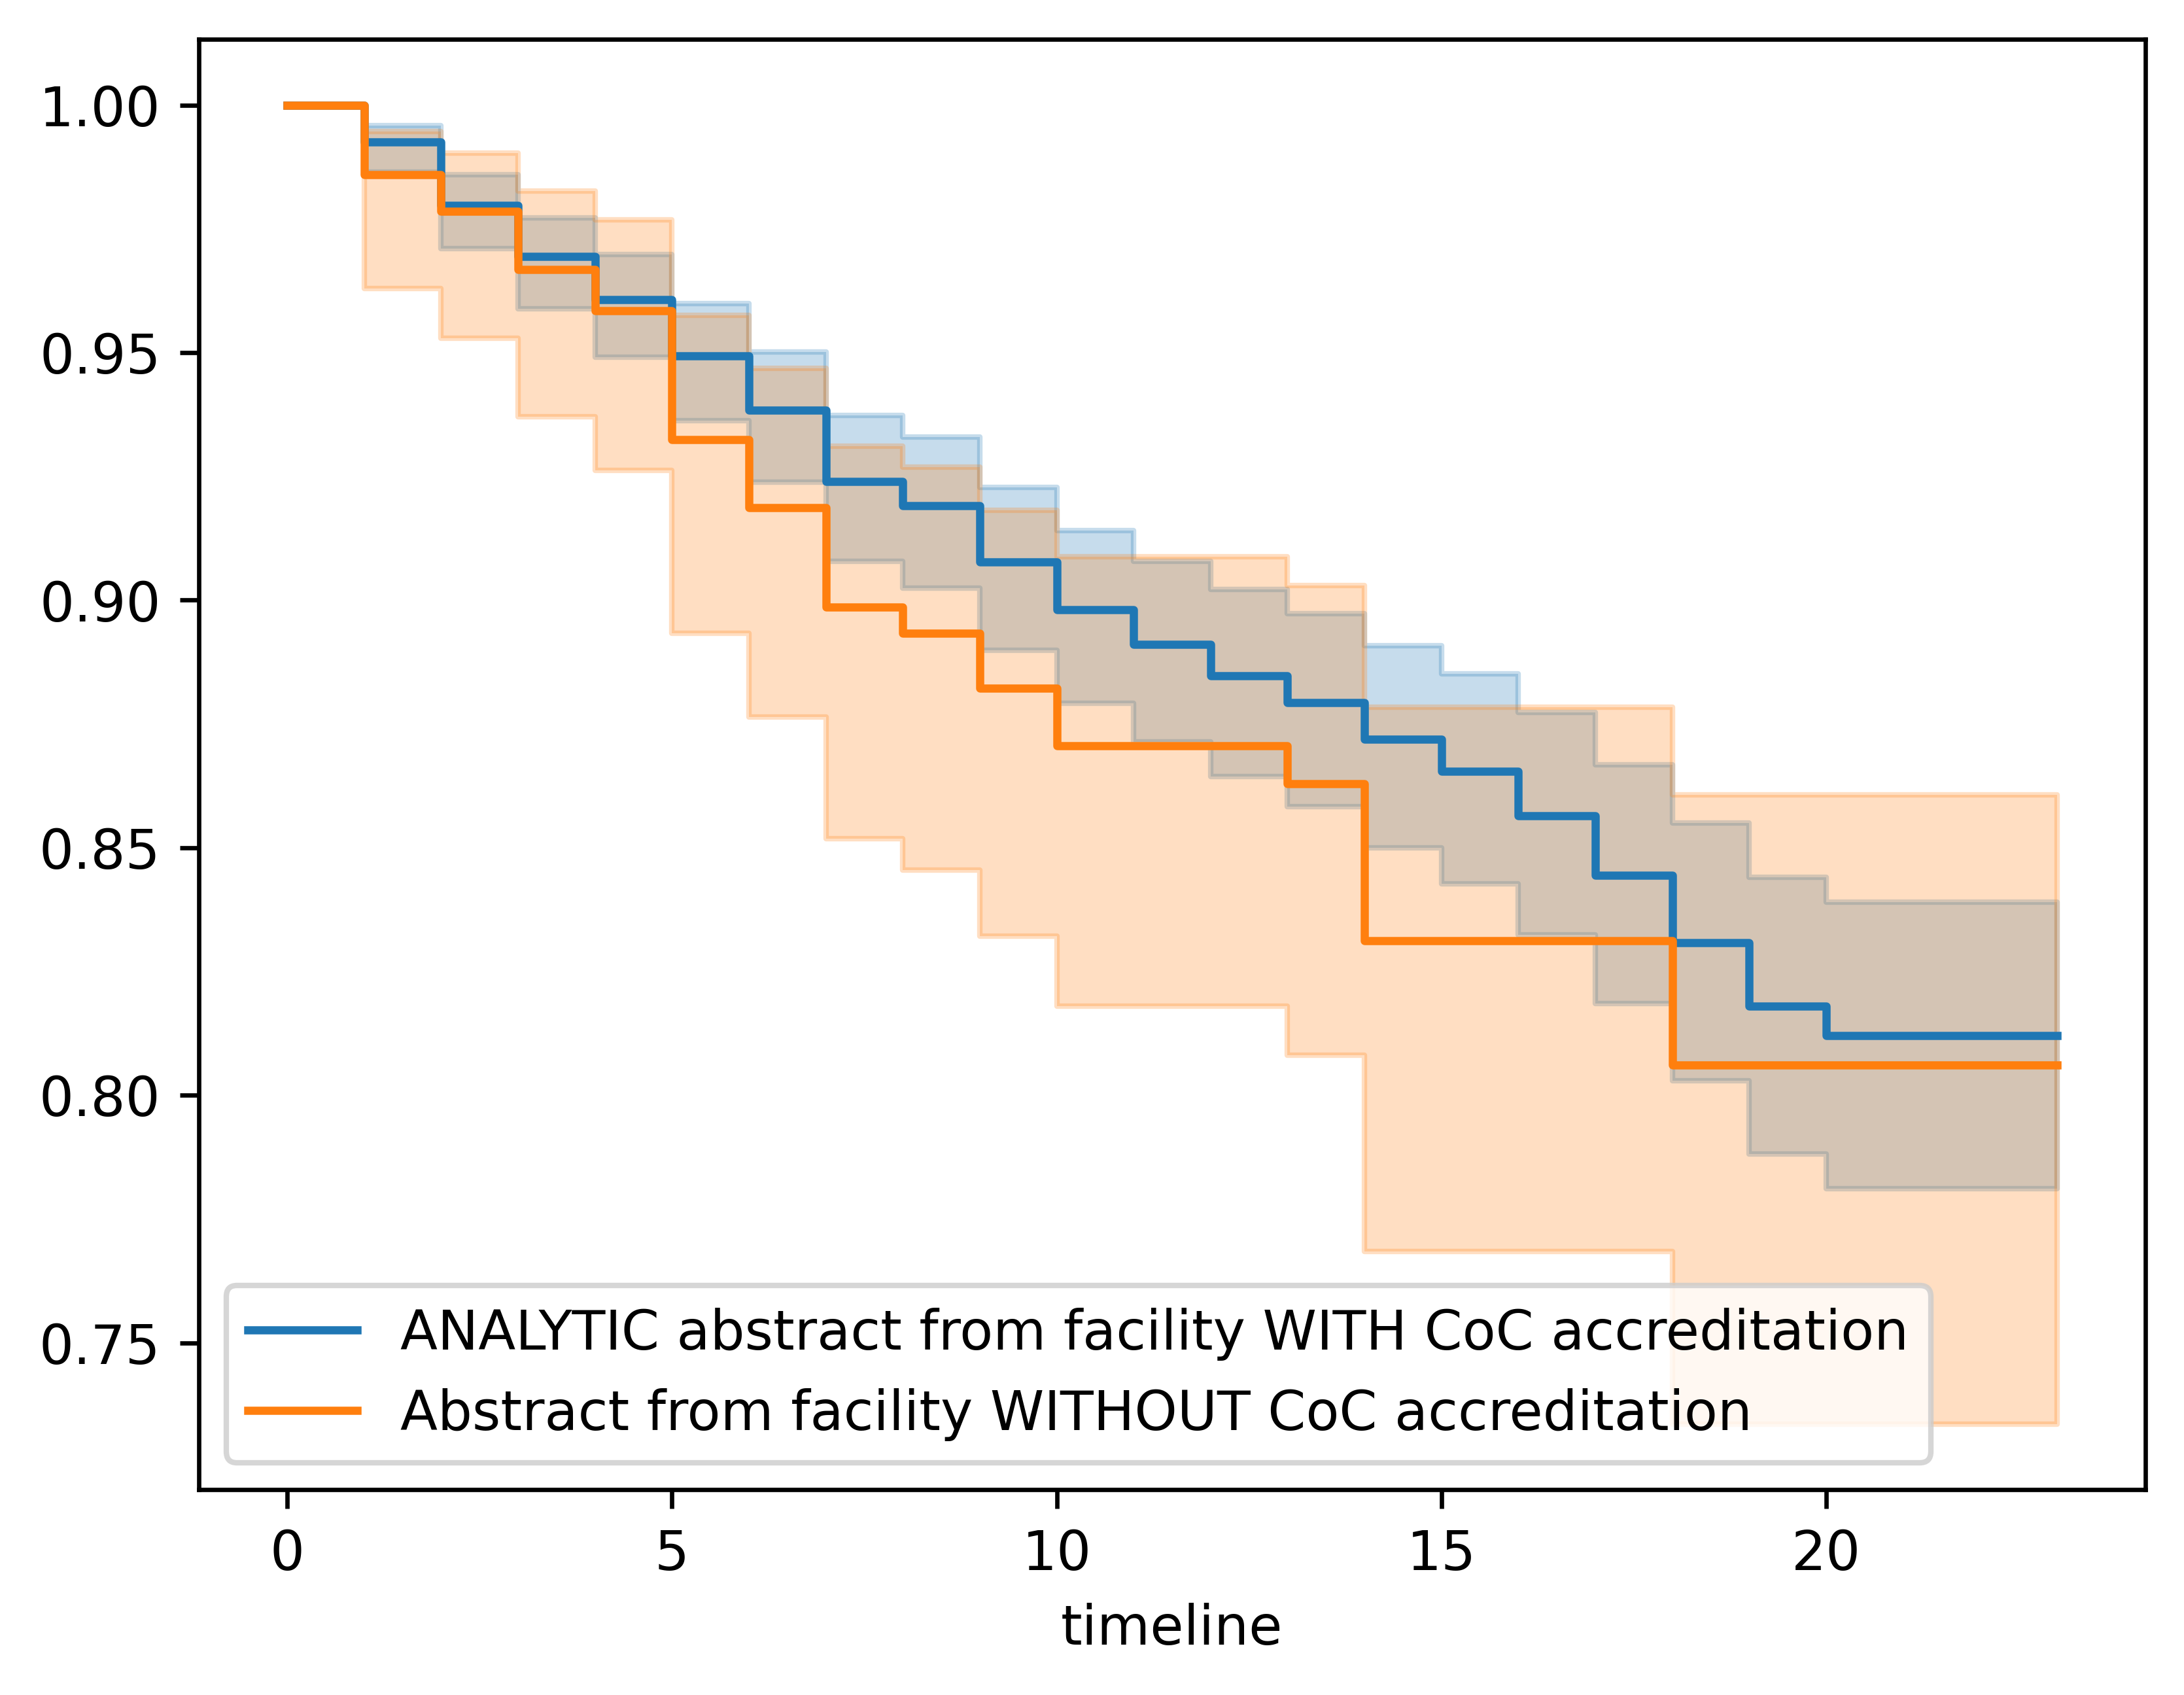 1.00
0.95
0.90
0.85
0.80
0.75
ANALYTIC abstract from facility WITH CoC accreditation
Abstract from facility WITHOUT CoC accreditation
0 5 10 15 20
timeline